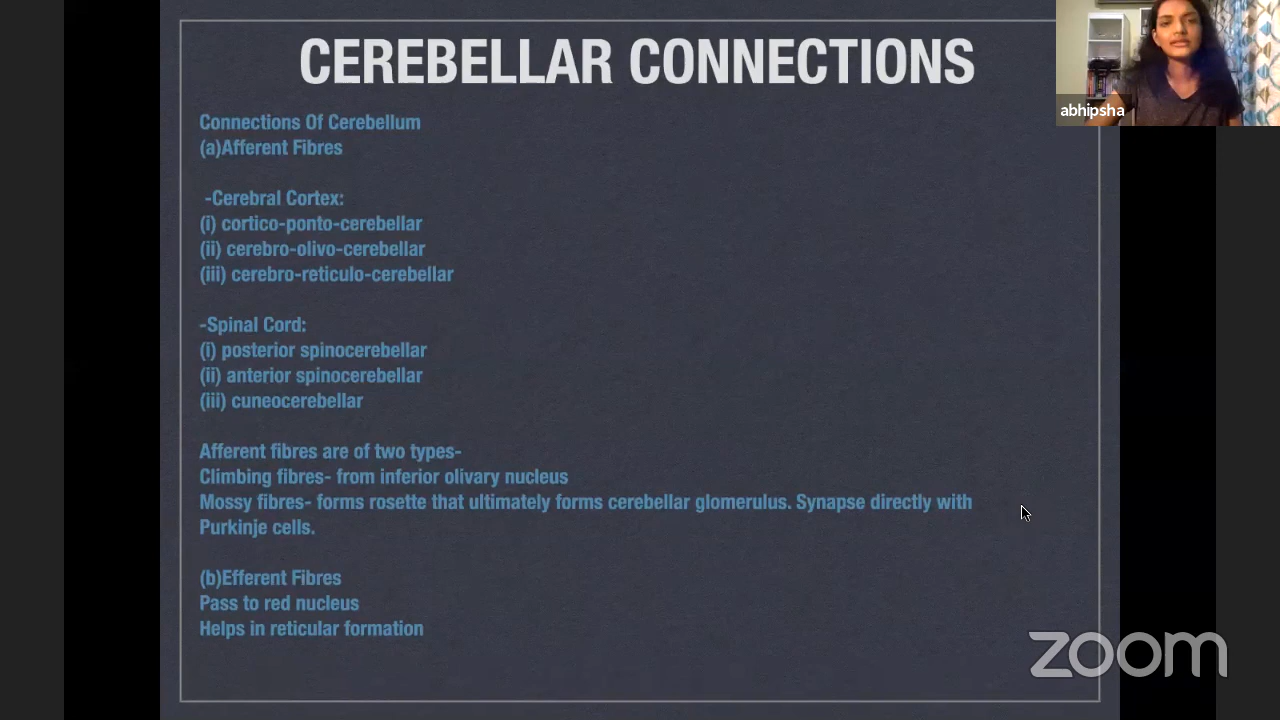 CEREBELLAR CONNECTIONS
abhipsha
Connections Of Cerebellum
(a)Afferent Fibres
-Cerebral Cortex:
(i) cortico-ponto-cerebellar
(ii) cerebro-olivo-cerebellar
(iii) cerebro-reticulo-cerebellar
-Spinal Cord:
(i) posterior spinocerebellar
(ii) anterior spinocerebellar
(iii) cuneocerebellar
Afferent fibres are of two types-
Climbing fibres- from inferior olivary nucleus
Mossy fibres- forms rosette that ultimately forms cerebellar glomerulus. Synapse directly with
Purkinje cells.
(b)Efferent Fibres
Pass to red nucleus
Helps in reticular formation
zoom